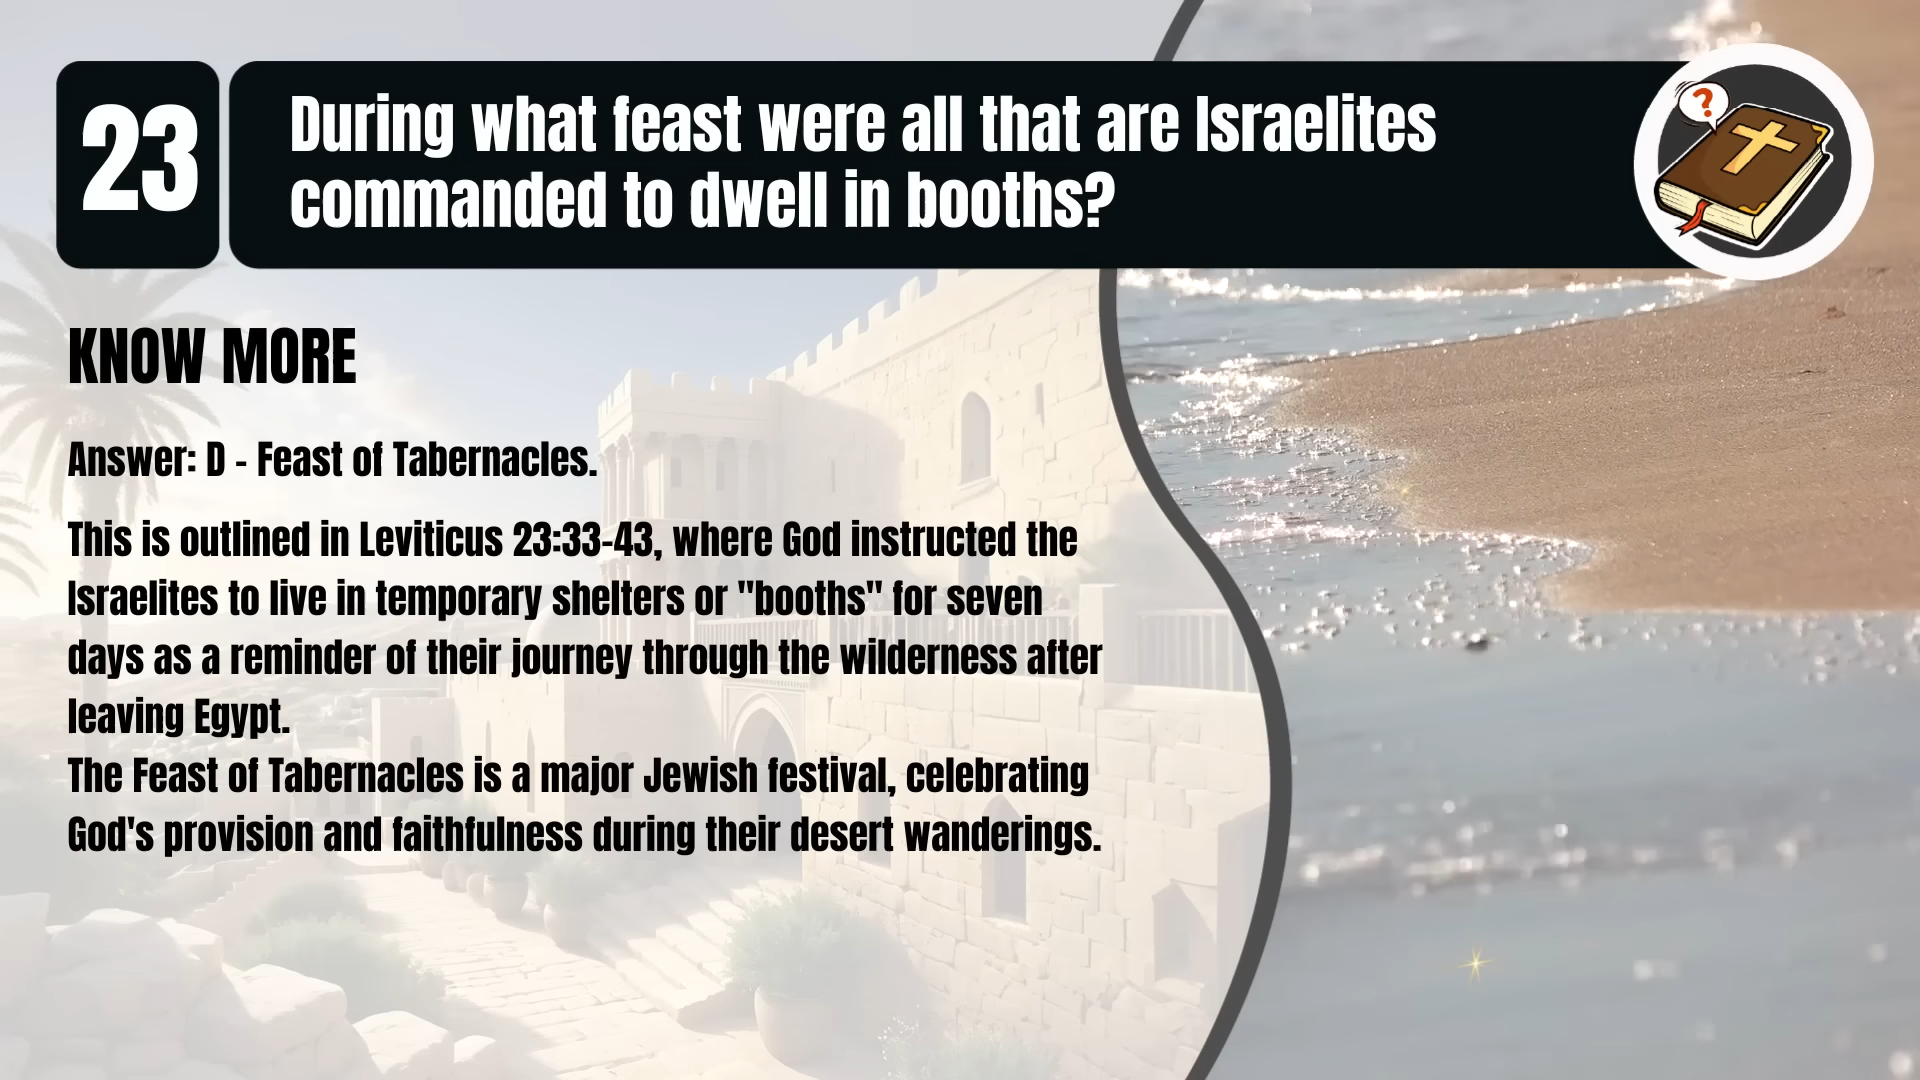 23
During what feast were all that are Israelites
commanded to dwell in booths?
?
KNOW MORE
Answer: D - Feast of Tabernacles.
This is outlined in Leviticus 23:33-43, where God instructed the
Israelites to live in temporary shelters or "booths" for seven
days as a reminder of their journey through the wilderness after
leaving Egypt.
The Feast of Tabernacles is a major Jewish festival, celebrating
God's provision and faithfulness during their desert wanderings.